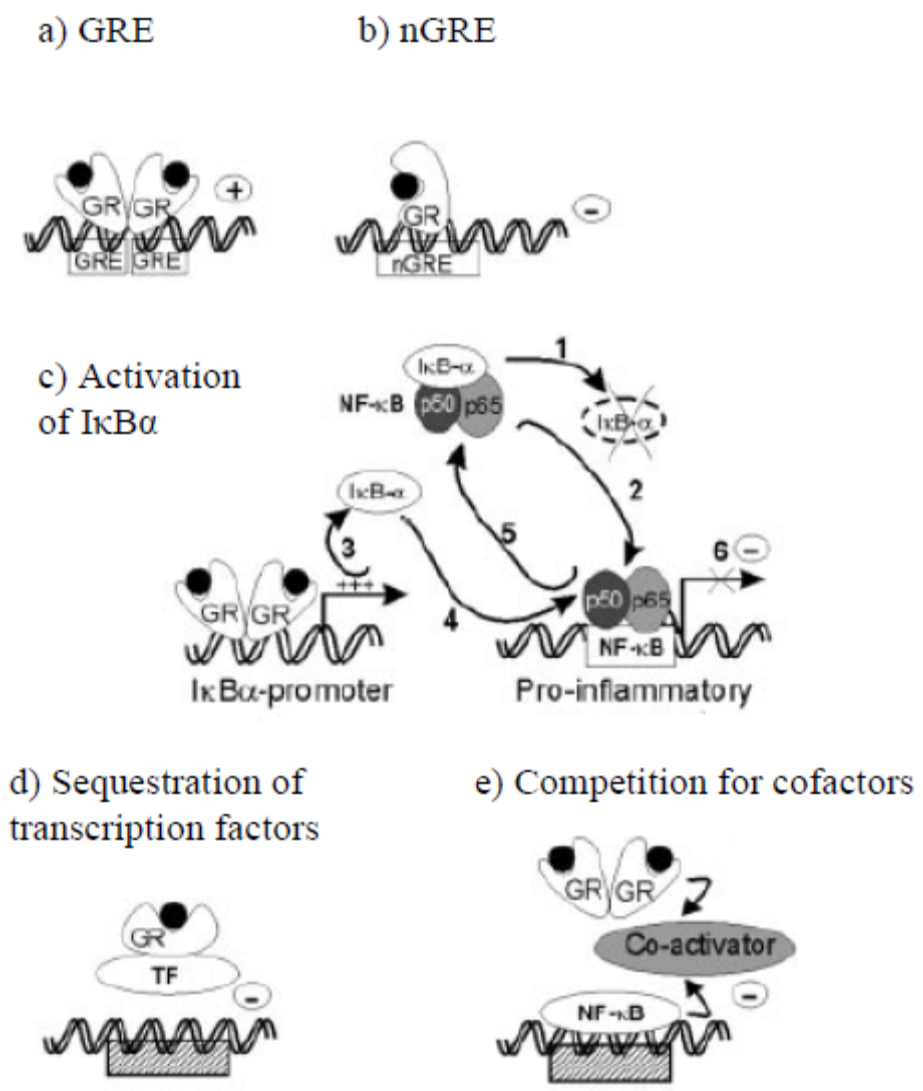 a) GRE
b) nGRE
GR GR +
GRE GRE
GR -
nGRE
c) Activation
of IκBα
IκB-α
NF-κB p50 p65
1
IκB-α
2
IκB-α
3
+++
GR GR
4
5
p50 p65
6 -
NF-κB
IκBα-promoter
Pro-inflammatory
d) Sequestration of
transcription factors
GR
TF
-
e) Competition for cofactors
GR GR
Co-activator
NF-κB -